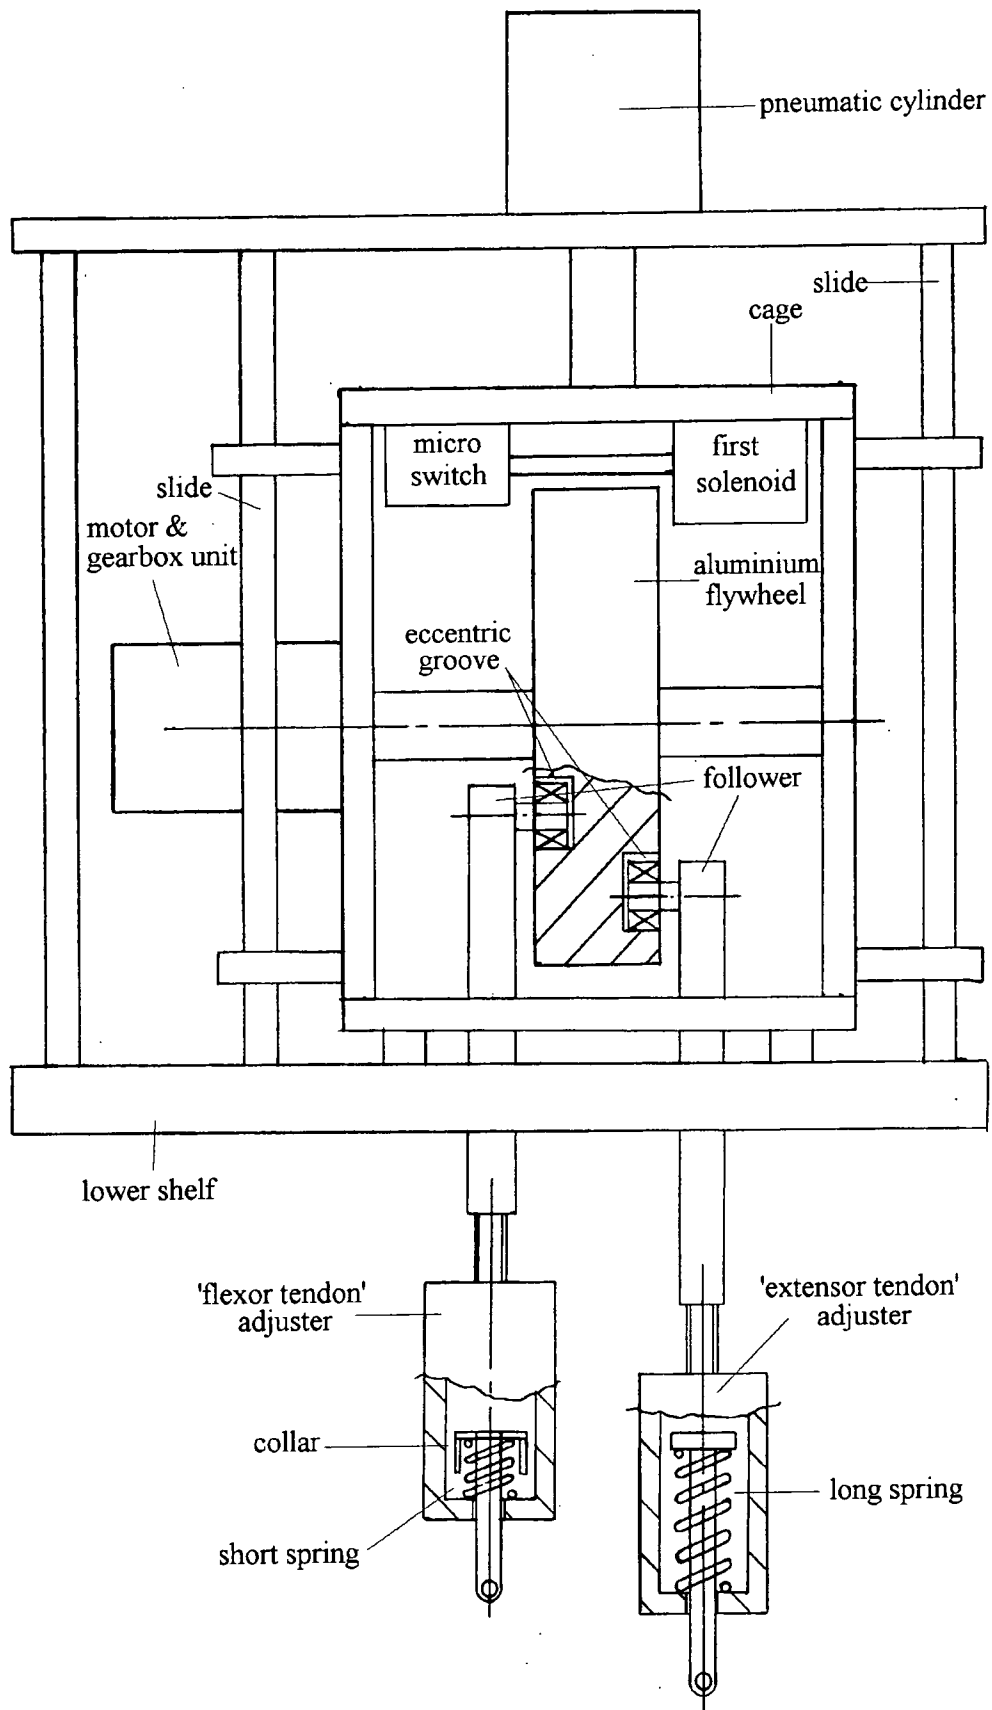 pneumatic cylinder
slide
cage
micro
switch
first
solenoid
slide
motor &
gearbox unit
aluminium
flywheel
eccentric
groove
follower
lower shelf
'flexor tendon'
adjuster
'extensor tendon'
adjuster
collar
long spring
short spring